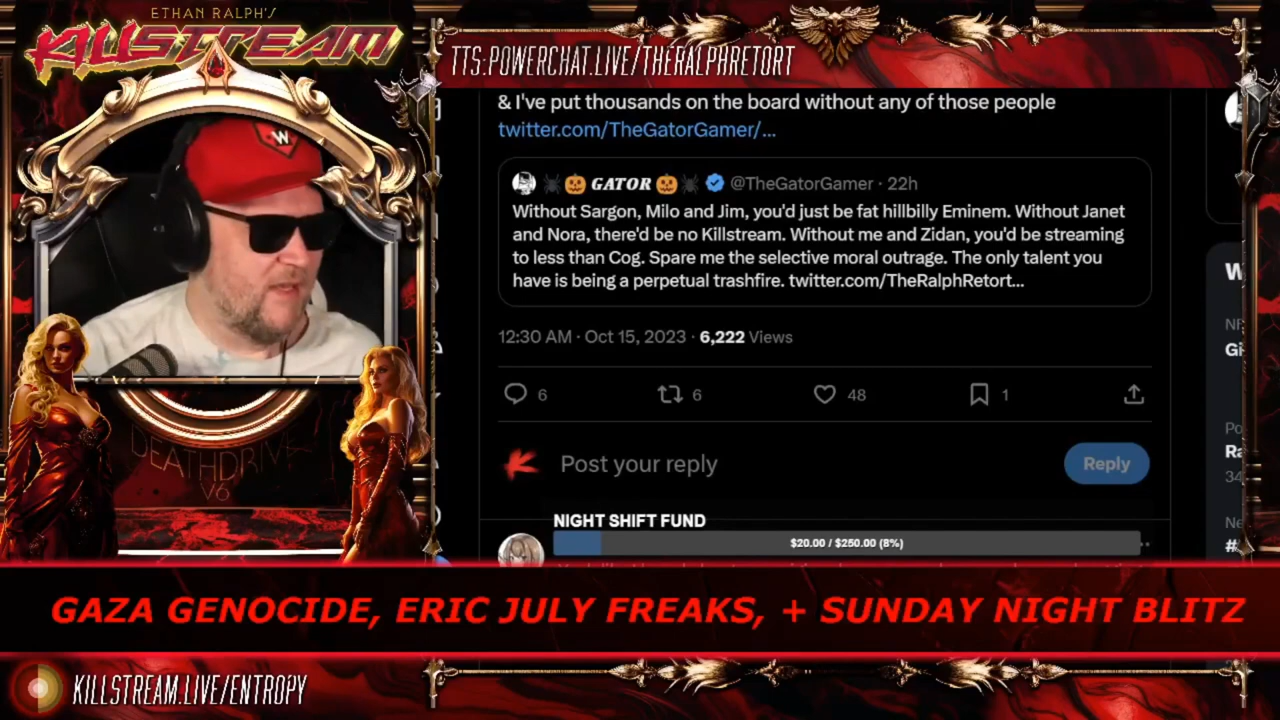 ETHAN RALPH'S
KILLSTREAM
TTS:POWERCHAT.LIVE/THERALPHRETORT
& I've put thousands on the board without any of those people
twitter.com/TheGatorGamer/...
🕷🎃 GATOR 🎃🕷 @TheGatorGamer · 22h
Without Sargon, Milo and Jim, you'd just be fat hillbilly Eminem. Without Janet
and Nora, there'd be no Killstream. Without me and Zidan, you'd be streaming
to less than Cog. Spare me the selective moral outrage. The only talent you
have is being a perpetual trashfire. twitter.com/TheRalphRetort...
12:30 AM · Oct 15, 2023 · 6,222 Views
6 6 48 1
Post your reply
Reply
NIGHT SHIFT FUND
$20.00 / $250.00 (8%)
W
DEATHDRIVE
V6
GAZA GENOCIDE, ERIC JULY FREAKS, + SUNDAY NIGHT BLITZ
KILLSTREAM.LIVE/ENTROPY